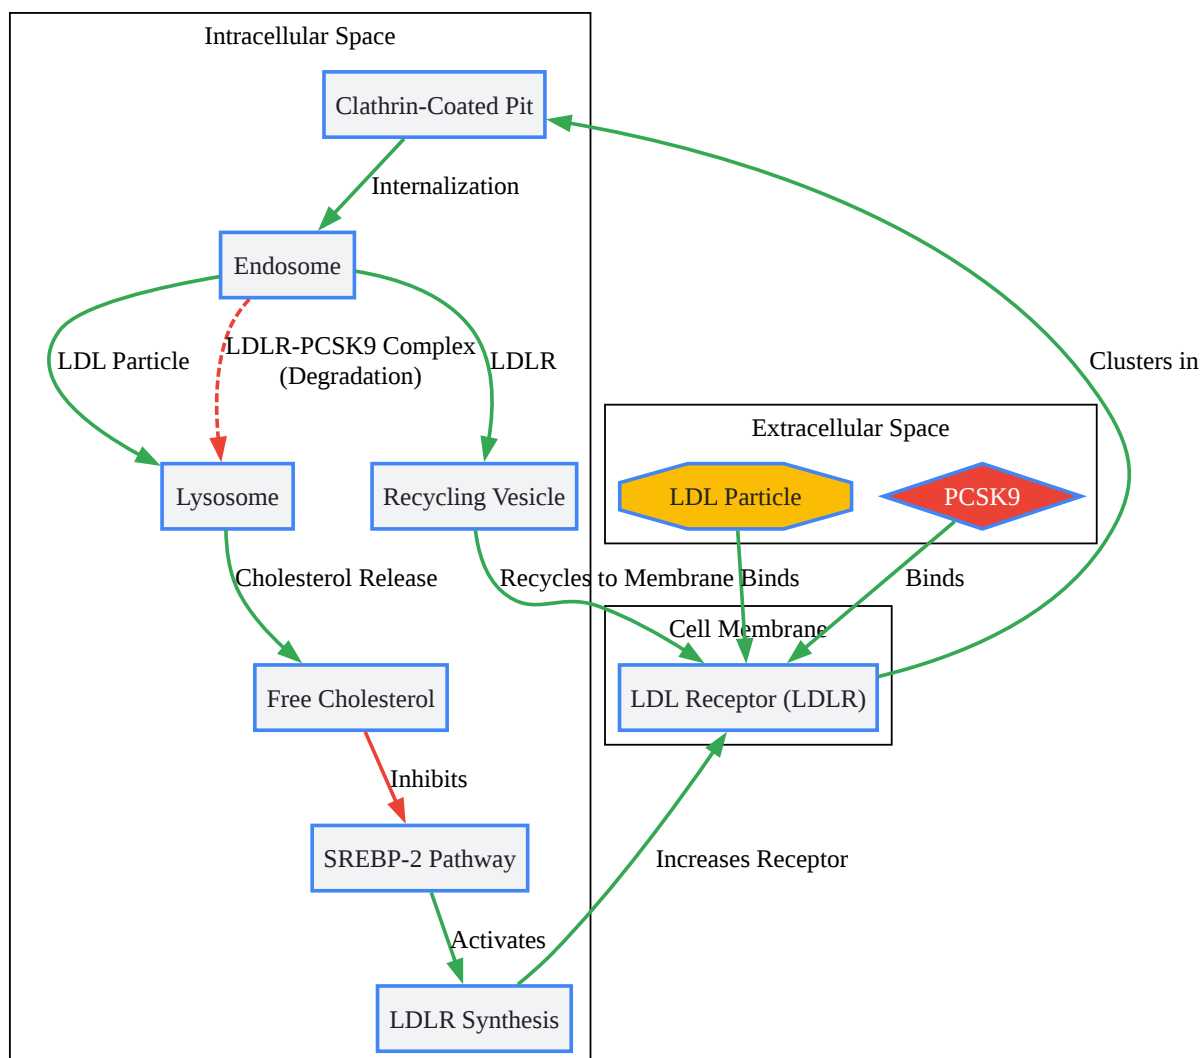 Intracellular Space
Clathrin-Coated Pit
Internalization
Endosome
LDL Particle
LDLR-PCSK9 Complex
(Degradation)
LDLR
Clusters in
Extracellular Space
Lysosome
Recycling Vesicle
LDL Particle
PCSK9
Cholesterol Release
Recycles to Membrane
Binds
Binds
Cell Membrane
Free Cholesterol
LDL Receptor (LDLR)
Inhibits
SREBP-2 Pathway
Increases Receptor
Activates
LDLR Synthesis